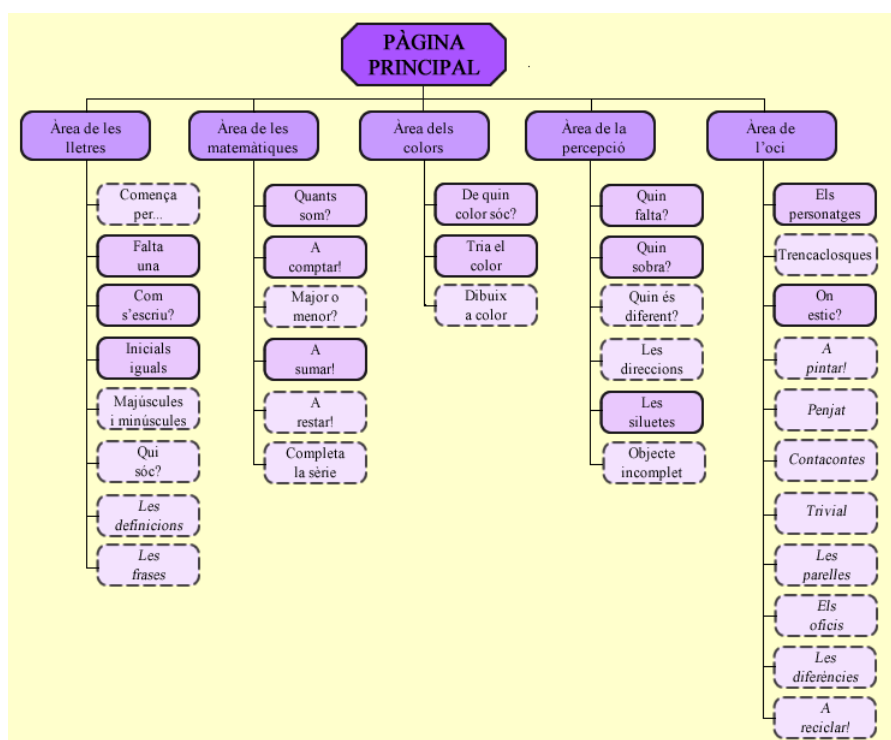 PÀGINA
PRINCIPAL
Àrea de les
lletres
Comença
per...
Falta
una
Com
s'escriu?
Inicials
iguals
Majúscules
i minúscules
Qui
sóc?
Les
definicions
Les
frases
Àrea de les
matemàtiques
Quants
som?
A
comptar!
Major o
menor?
A
sumar!
A
restar!
Completa
la sèrie
Àrea dels
colors
De quin
color sóc?
Tria el
color
Dibuix
a color
Àrea de la
percepció
Quin
falta?
Quin
sobra?
Quin és
diferent?
Les
direccions
Les
siluetes
Objecte
incomplet
Àrea de
l'oci
Els
personatges
Trencaclosques
On
estic?
A
pintar!
Penjat
Contacontes
Trivial
Les
parelles
Els
oficis
Les
diferències
A
reciclar!